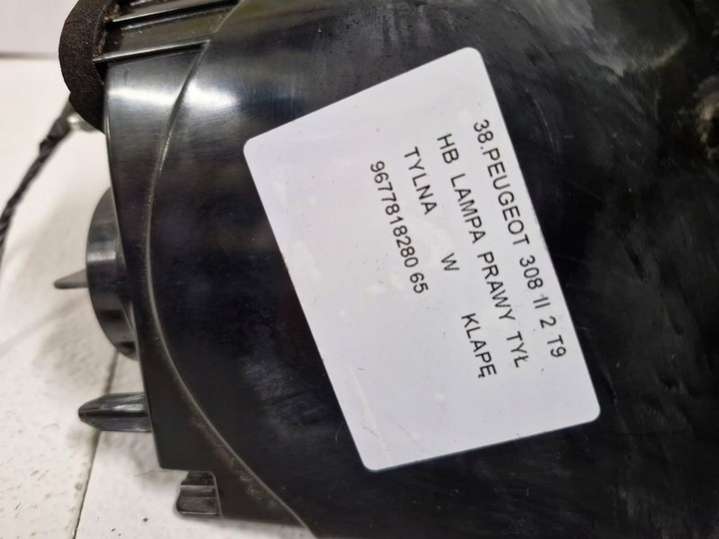 38.PEUGEOT 308 II 2 T9
HB LAMPA PRAWY TYŁ
TYLNA W KLAPĘ
9677818280 65